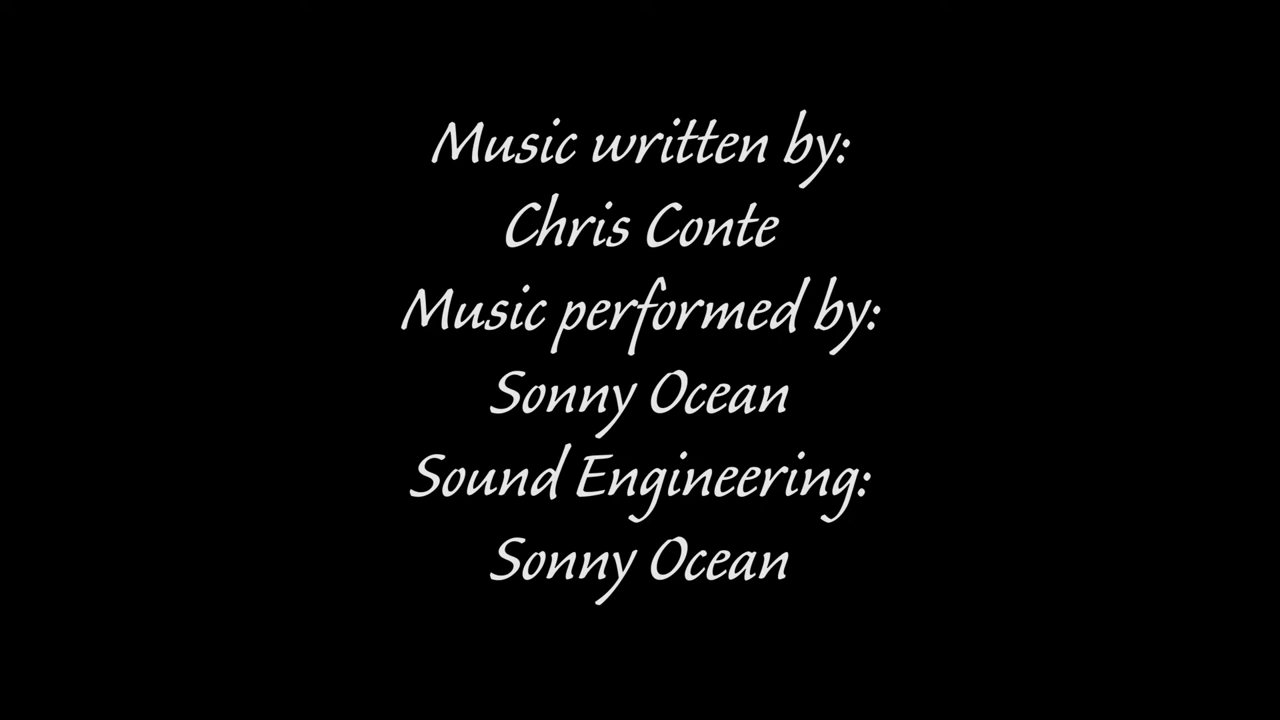 Music written by:
Chris Conte
Music performed by:
Sonny Ocean
Sound Engineering:
Sonny Ocean